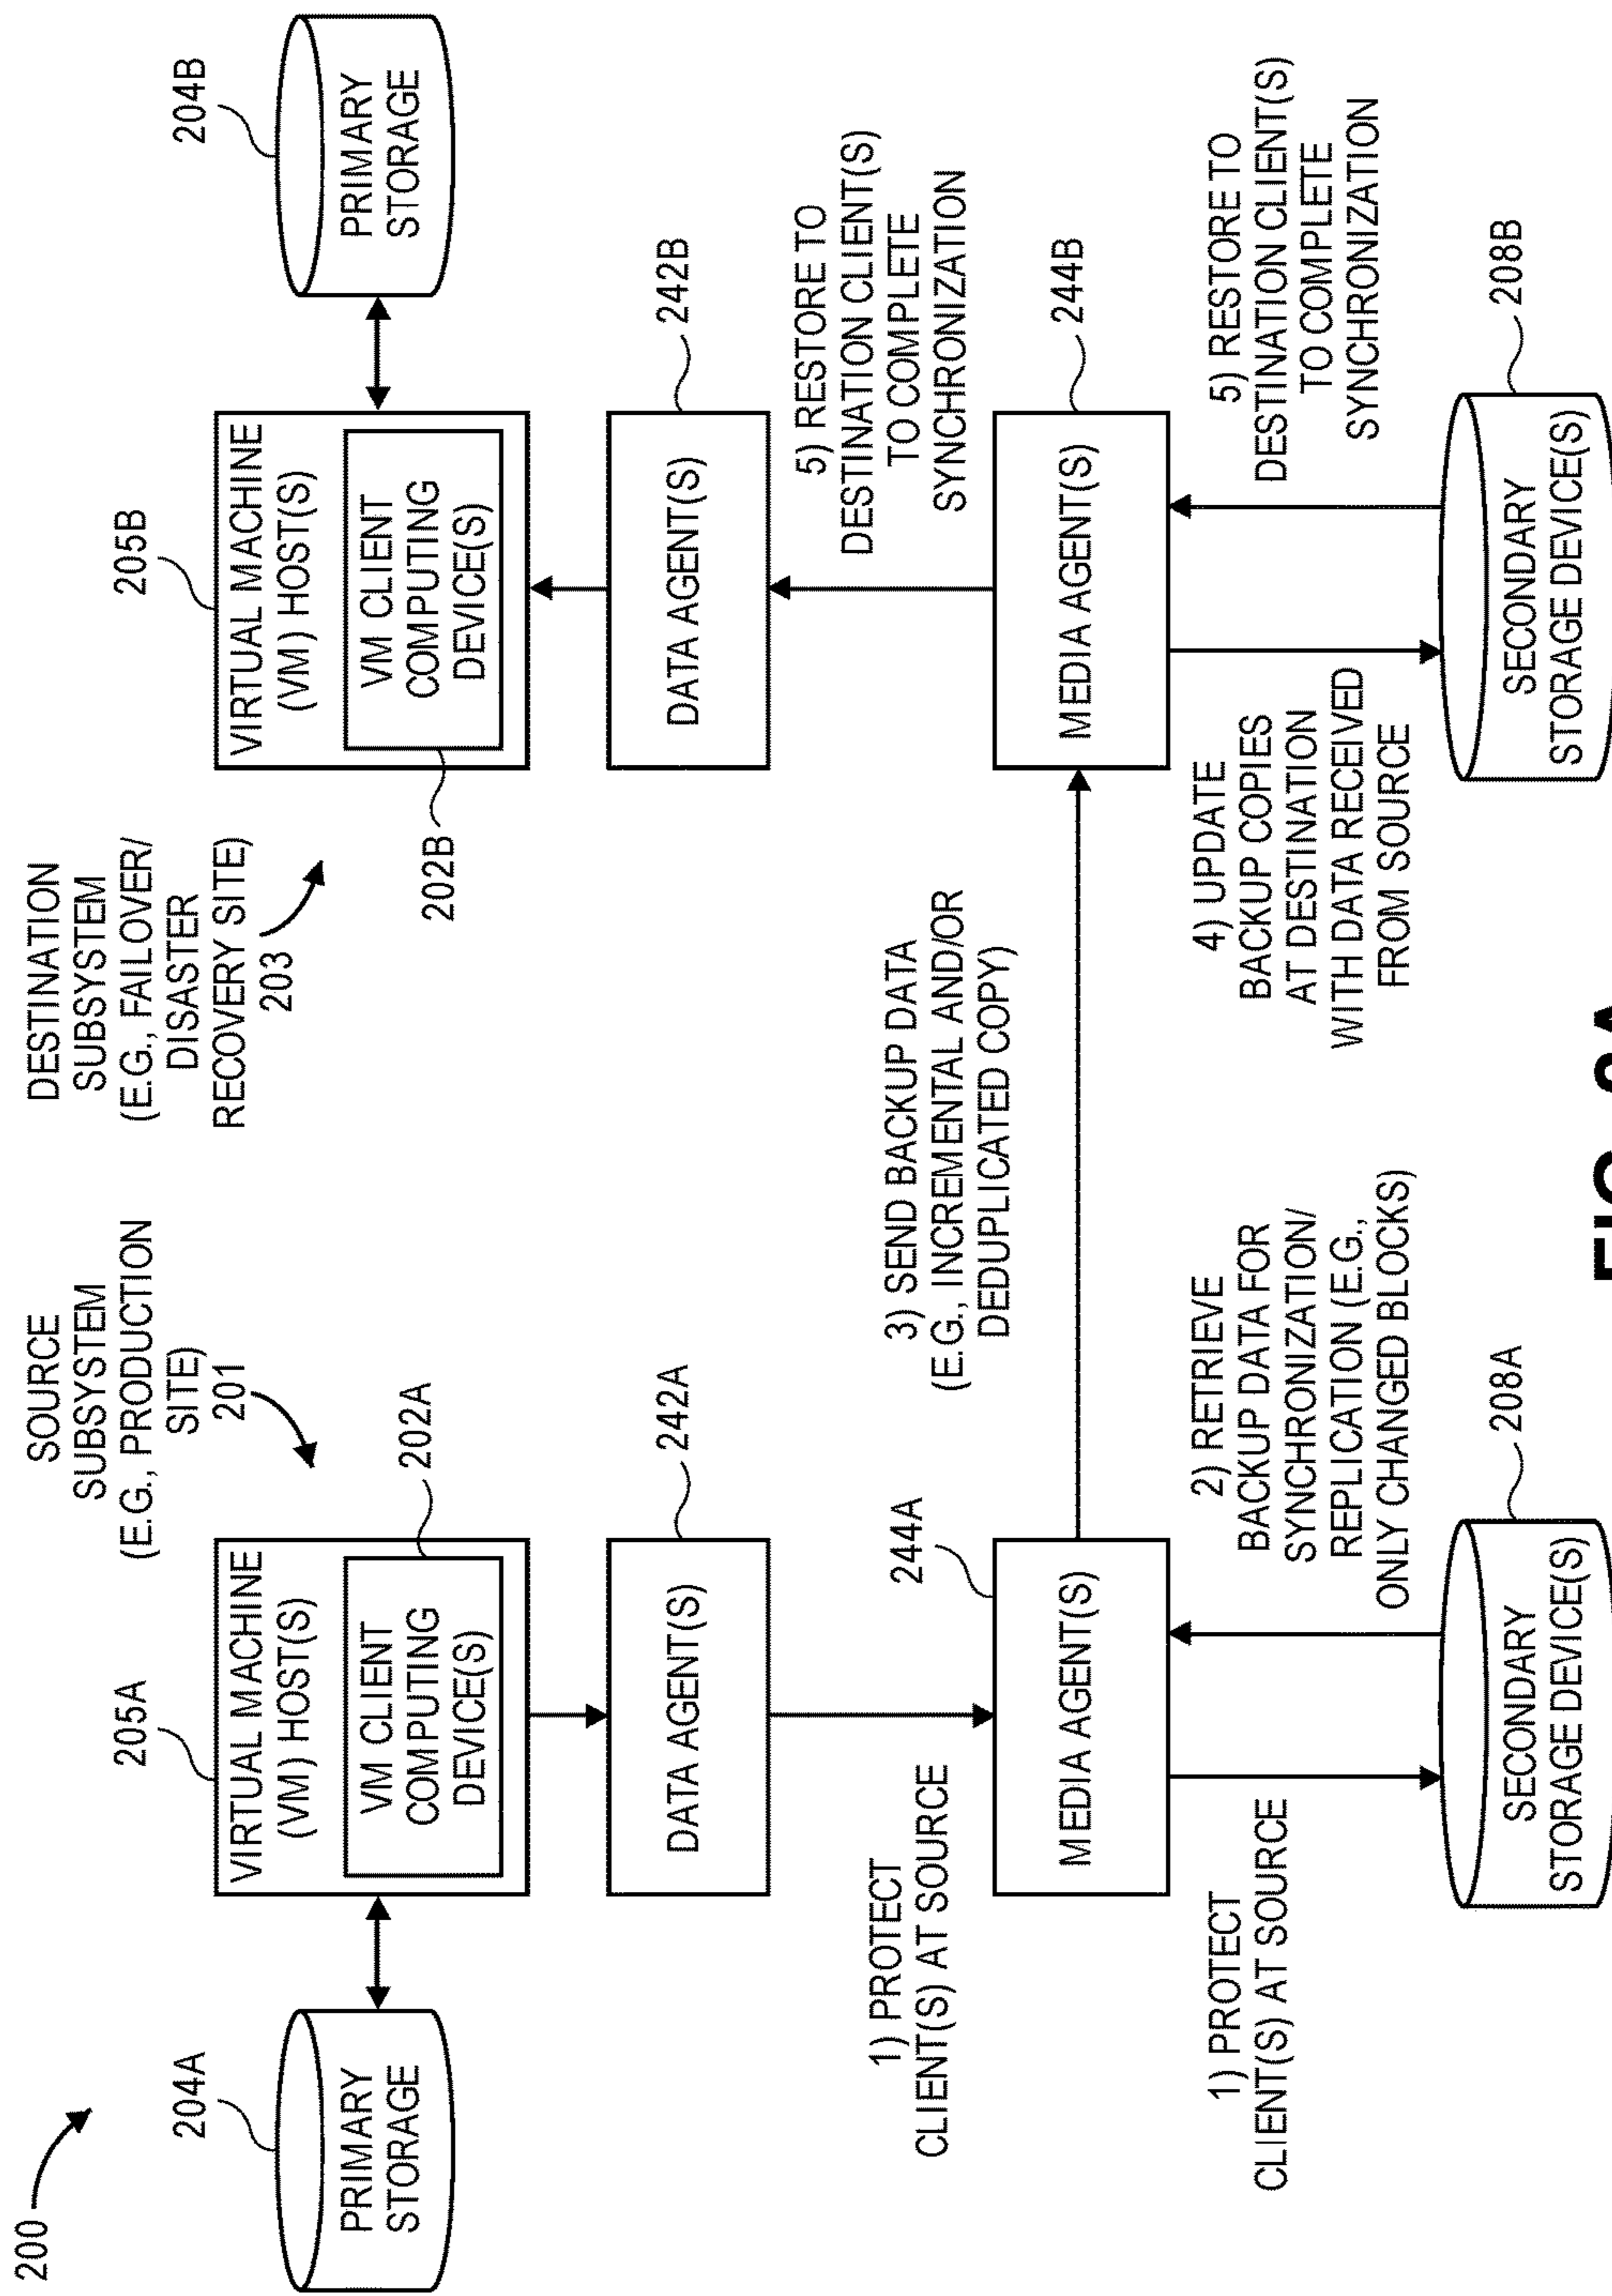 200
SOURCE
SUBSYSTEM
(E.G., PRODUCTION
SITE)
201
DESTINATION
SUBSYSTEM
(E.G., FAILOVER/
DISASTER
RECOVERY SITE)
203
204A
PRIMARY
STORAGE
205A
VIRTUAL MACHINE
(VM) HOST(S)
VM CLIENT
COMPUTING
DEVICE(S)
202A
205B
VIRTUAL MACHINE
(VM) HOST(S)
VM CLIENT
COMPUTING
DEVICE(S)
202B
204B
PRIMARY
STORAGE
DATA AGENT(S)
242A
DATA AGENT(S)
242B
1) PROTECT
CLIENT(S) AT SOURCE
3) SEND BACKUP DATA
(E.G., INCREMENTAL AND/OR
DEDUPLICATED COPY)
5) RESTORE TO
DESTINATION CLIENT(S)
TO COMPLETE
SYNCHRONIZATION
244A
MEDIA AGENT(S)
MEDIA AGENT(S)
244B
1) PROTECT
CLIENT(S) AT SOURCE
2) RETRIEVE
BACKUP DATA FOR
SYNCHRONIZATION/
REPLICATION (E.G.,
ONLY CHANGED BLOCKS)
4) UPDATE
BACKUP COPIES
AT DESTINATION
WITH DATA RECEIVED
FROM SOURCE
5) RESTORE TO
DESTINATION CLIENT(S)
TO COMPLETE
SYNCHRONIZATION
SECONDARY
STORAGE DEVICE(S)
208A
SECONDARY
STORAGE DEVICE(S)
208B